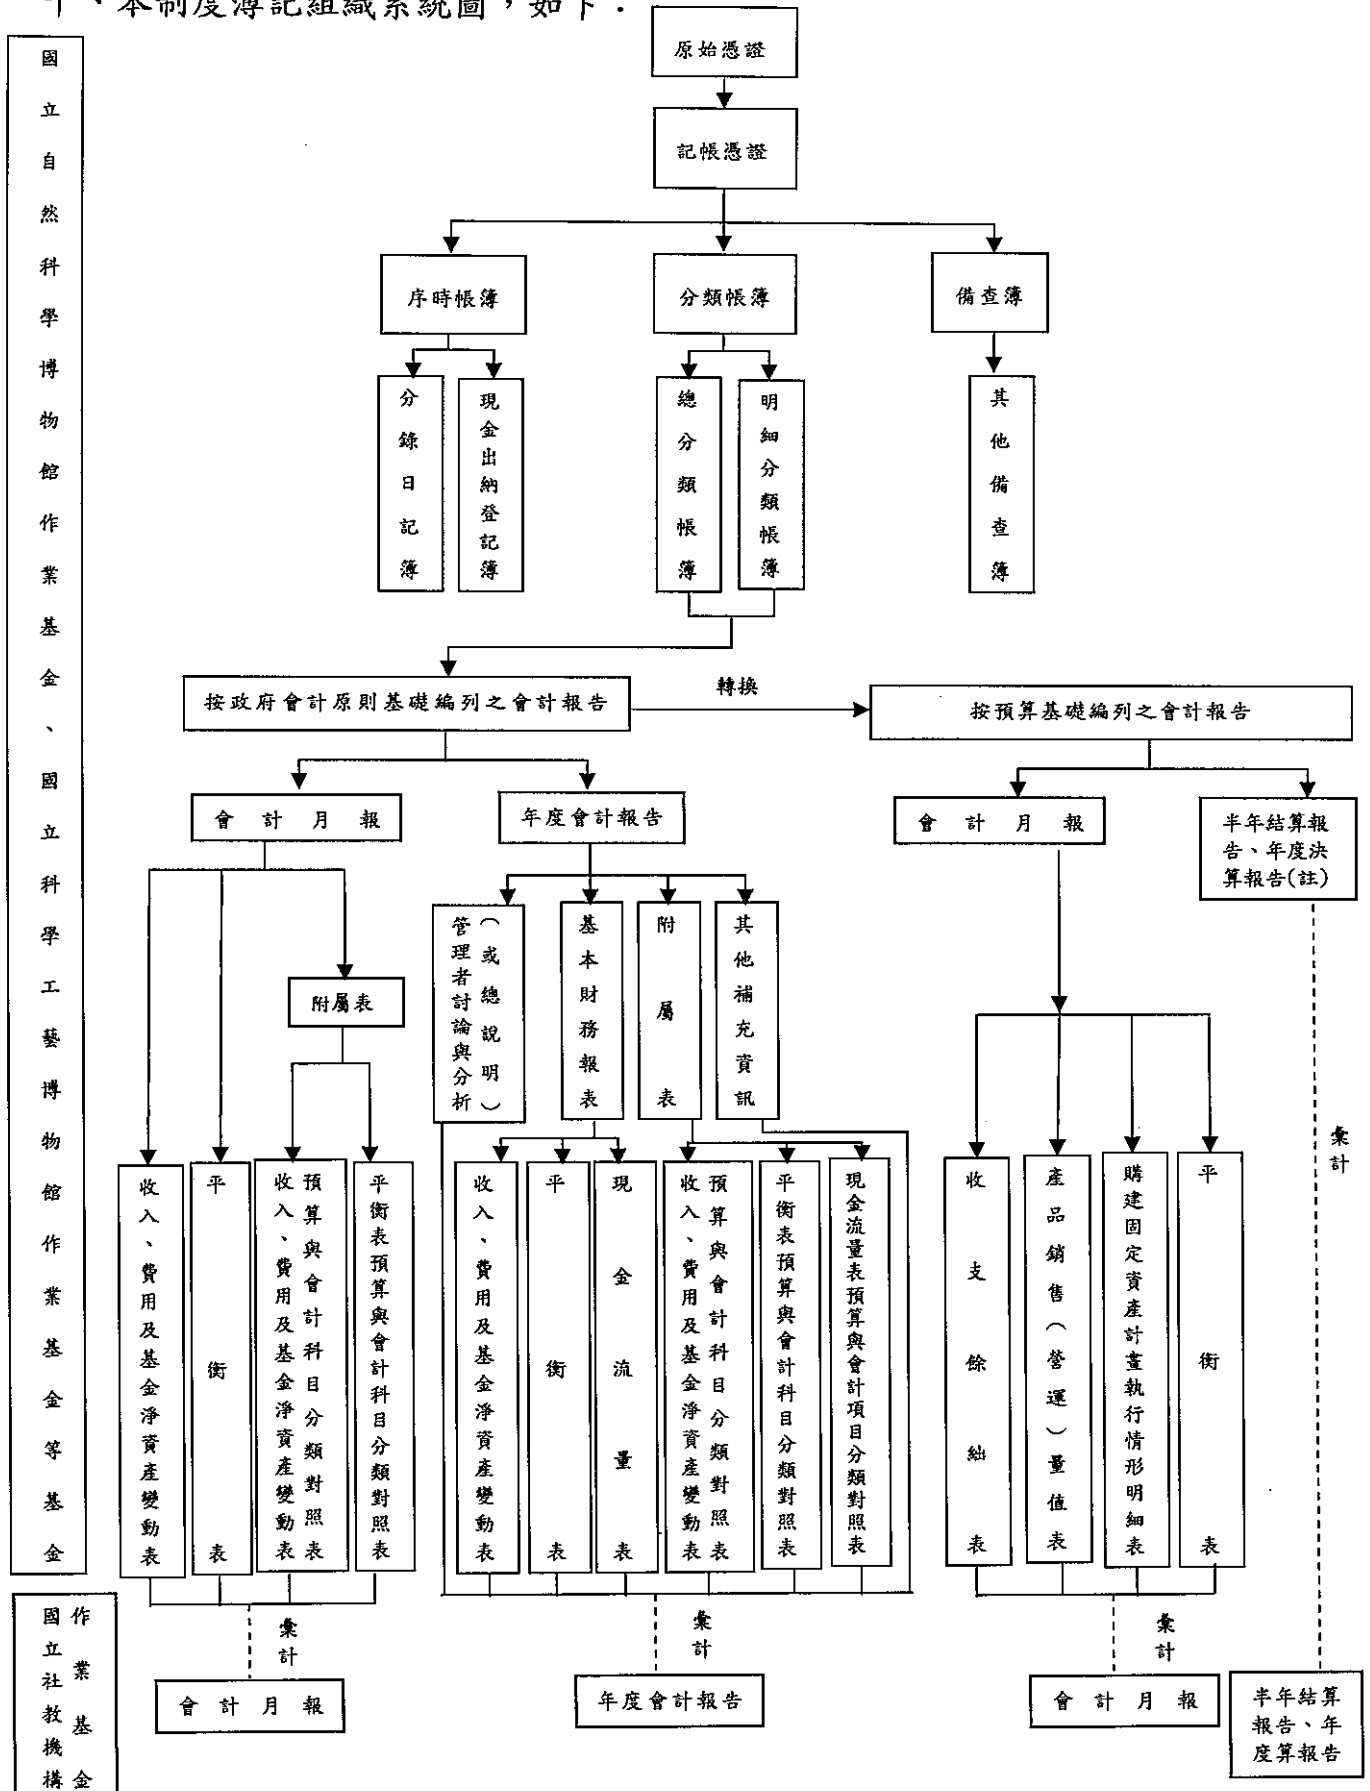 十、本制度簿記組織系統圖，如下：
國立自然科學博物館作業基金、國立科學工藝博物館作業基金等基金
原始憑證
記帳憑證
序時帳簿
分類帳簿
備查簿
分錄日記簿
現金出納登記簿
總分類帳簿
明細分類帳簿
其他備查簿
按政府會計原則基礎編列之會計報告
轉換
按預算基礎編列之會計報告
會計月報
年度會計報告
會計月報
半年結算報
告、年度決
算報告(註)
管理者討論與分析
（或總說明）
基本財務報表
附屬表
其他補充資訊
附屬表
彙計
收入、費用及基金淨資產變動表
平衡表
收入、費用及基金淨資產變動表
預算與會計科目分類對照表
平衡表預算與會計科目分類對照表
收入、費用及基金淨資產變動表
平衡表
現金流量表
收入、費用及基金淨資產變動表
預算與會計科目分類對照表
平衡表預算與會計科目分類對照表
現金流量表預算與會計項目分類對照表
收支餘絀表
產品銷售（營運）量值表
購建固定資產計畫執行情形明細表
平衡表
國立社教機構
作業基金
彙計
彙計
彙計
會計月報
年度會計報告
會計月報
半年結算
報告、年
度算報告